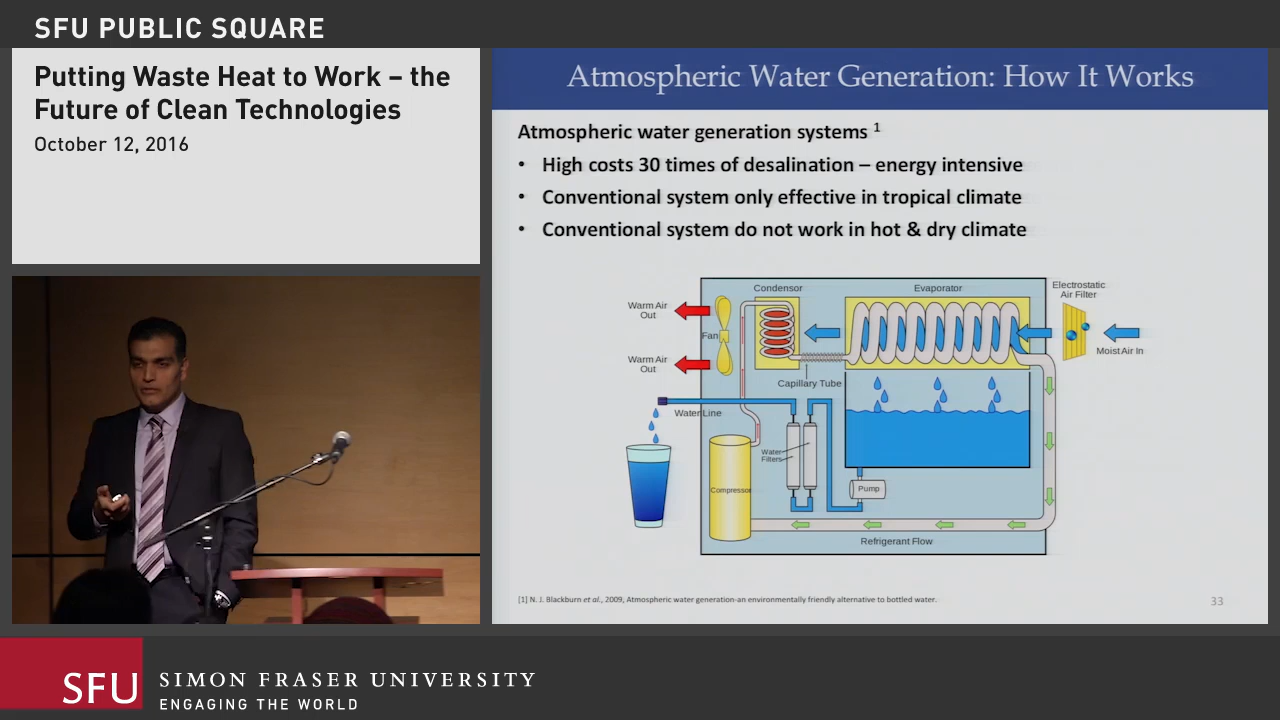 SFU PUBLIC SQUARE
Putting Waste Heat to Work – the
Future of Clean Technologies
October 12, 2016
Atmospheric Water Generation: How It Works
Atmospheric water generation systems 1
• High costs 30 times of desalination – energy intensive
• Conventional system only effective in tropical climate
• Conventional system do not work in hot & dry climate
Condensor
Evaporator
Electrostatic
Air Filter
Warm Air
Out
Fan
Moist Air In
Warm Air
Out
Capillary Tube
Water Line
Water
Filters
Compressor
Pump
Refrigerant Flow
[1] N. J. Blackburn et al., 2009, Atmospheric water generation-an environmentally friendly alternative to bottled water.
33
SFU
SIMON FRASER UNIVERSITY
ENGAGING THE WORLD